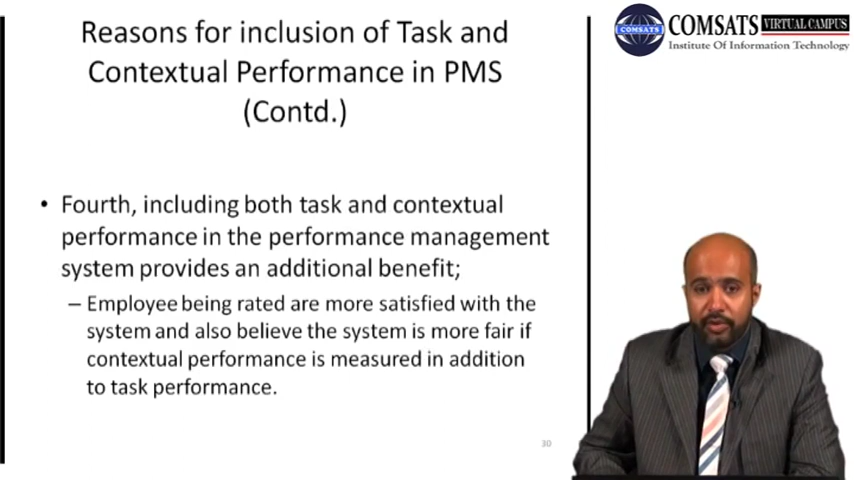 Reasons for inclusion of Task and
Contextual Performance in PMS
(Contd.)
COMSATS VIRTUAL CAMPUS
Institute Of Information Technology
COMSATS
• Fourth, including both task and contextual
performance in the performance management
system provides an additional benefit;
– Employee being rated are more satisfied with the
system and also believe the system is more fair if
contextual performance is measured in addition
to task performance.
30